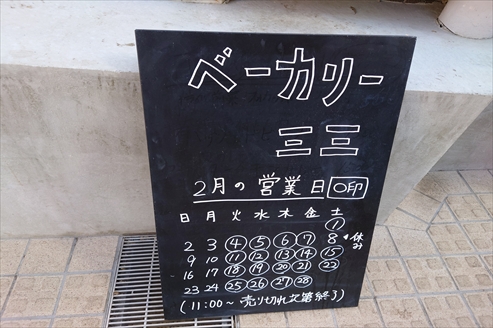 ベーカリー
三三
2月の営業日 ○印
日 月 火 水 木 金 土
①
2 3 ④ ⑤ ⑥ ⑦ 8 *休み
9 10 ⑪ ⑫ ⑬ ⑭ ⑮
16 17 ⑱ ⑲ ⑳ ㉑ ㉒
23 24 ㉕ ㉖ ㉗ ㉘
(11:00〜売り切れ次第終了)